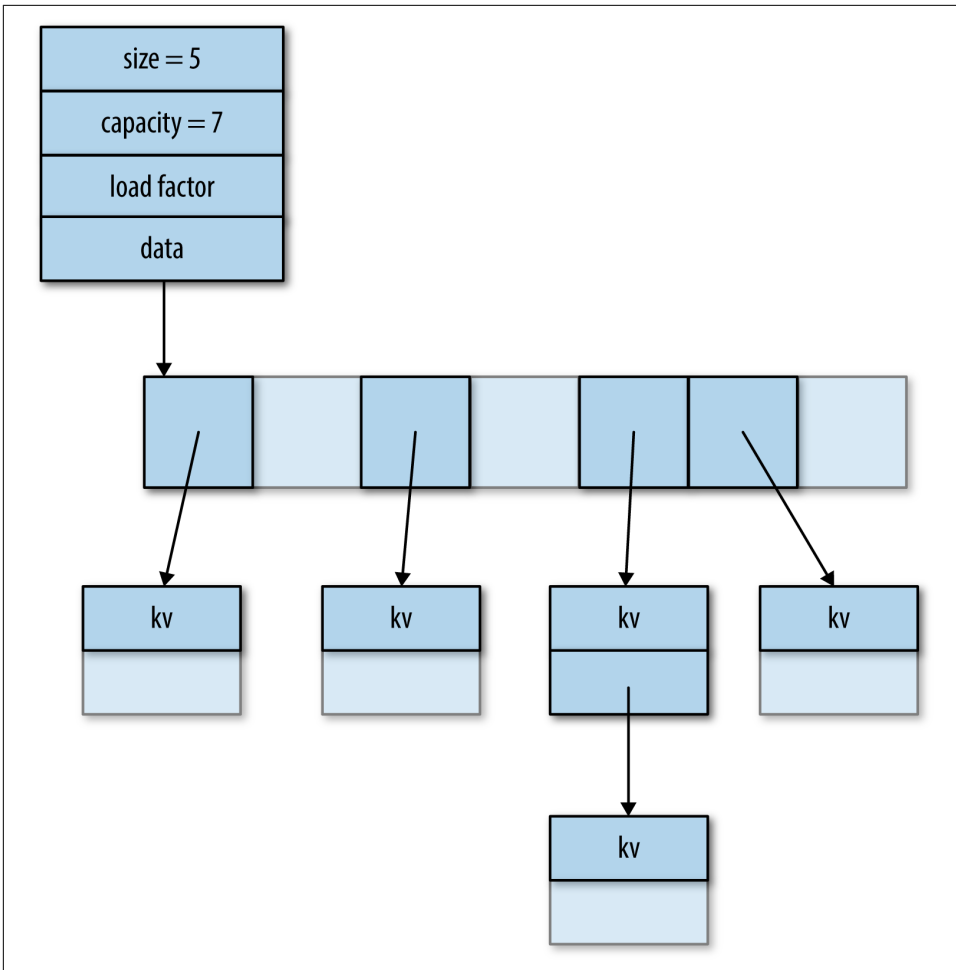 size = 5
capacity = 7
load factor
data
kv
kv
kv
kv
kv